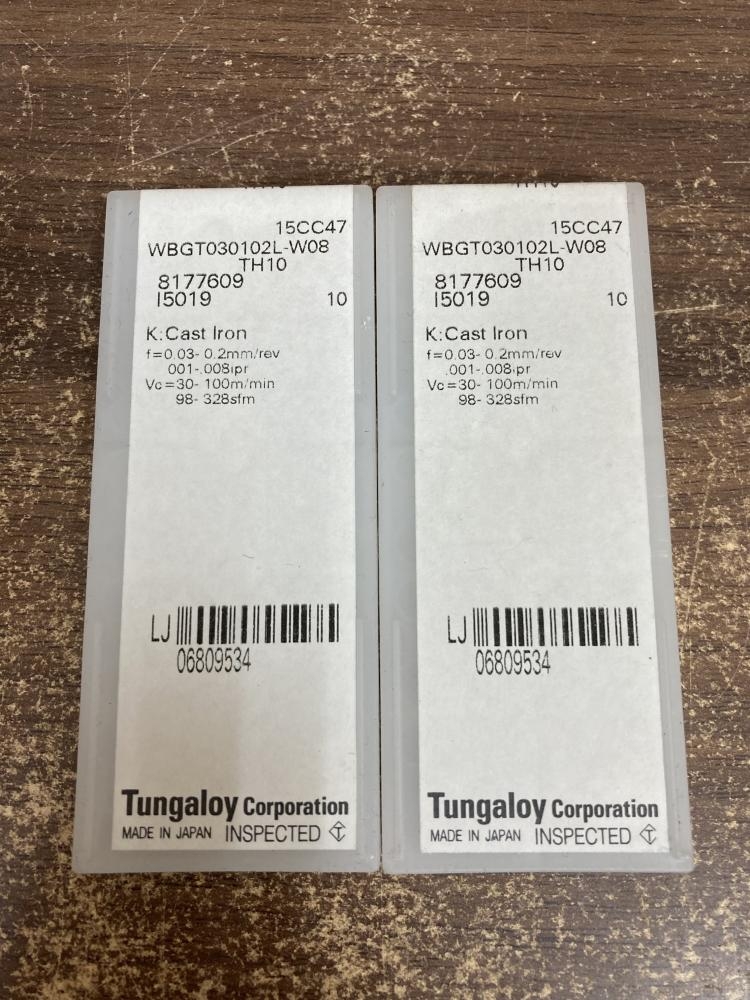 15CC47
WBGT030102L-W08
TH10
8177609
I5019 10
K:Cast Iron
f=0.03- 0.2mm/rev
.001-.008ipr
Vc=30- 100m/min
98- 328sfm
LJ
06809534
Tungaloy Corporation
MADE IN JAPAN INSPECTED
15CC47
WBGT030102L-W08
TH10
8177609
I5019 10
K:Cast Iron
f=0.03- 0.2mm/rev
.001-.008ipr
Vc=30- 100m/min
98- 328sfm
LJ
06809534
Tungaloy Corporation
MADE IN JAPAN INSPECTED